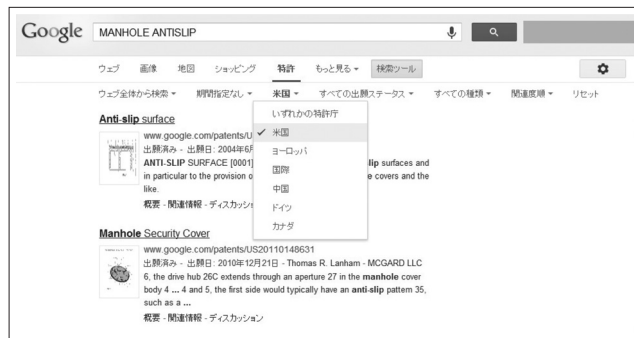 Google MANHOLE ANTISLIP
ウェブ 画像 地図 ショッピング 特許 もっと見る 検索ツール
ウェブ全体から検索 期間指定なし 米国 すべての出願ステータス すべての種類 関連度順 リセット
いずれかの特許庁
米国
ヨーロッパ
国際
中国
ドイツ
カナダ
Anti-slip surface
www.google.com/patents/U
出願済み - 出願日: 2004年6月
ANTI-SLIP SURFACE [0001] lip surfaces and
in particular to the provision o e covers and the
like.
概要 - 関連情報 - ディスカッション
Manhole Security Cover
www.google.com/patents/US20110148631
出願済み - 出願日: 2010年12月21日 - Thomas R. Lanham - MCGARD LLC
6, the drive hub 26C extends through an aperture 27 in the manhole cover
body 4 ... 4 and 5, the first side would typically have an anti-slip pattern 35,
such as a ...
概要 - 関連情報 - ディスカッション